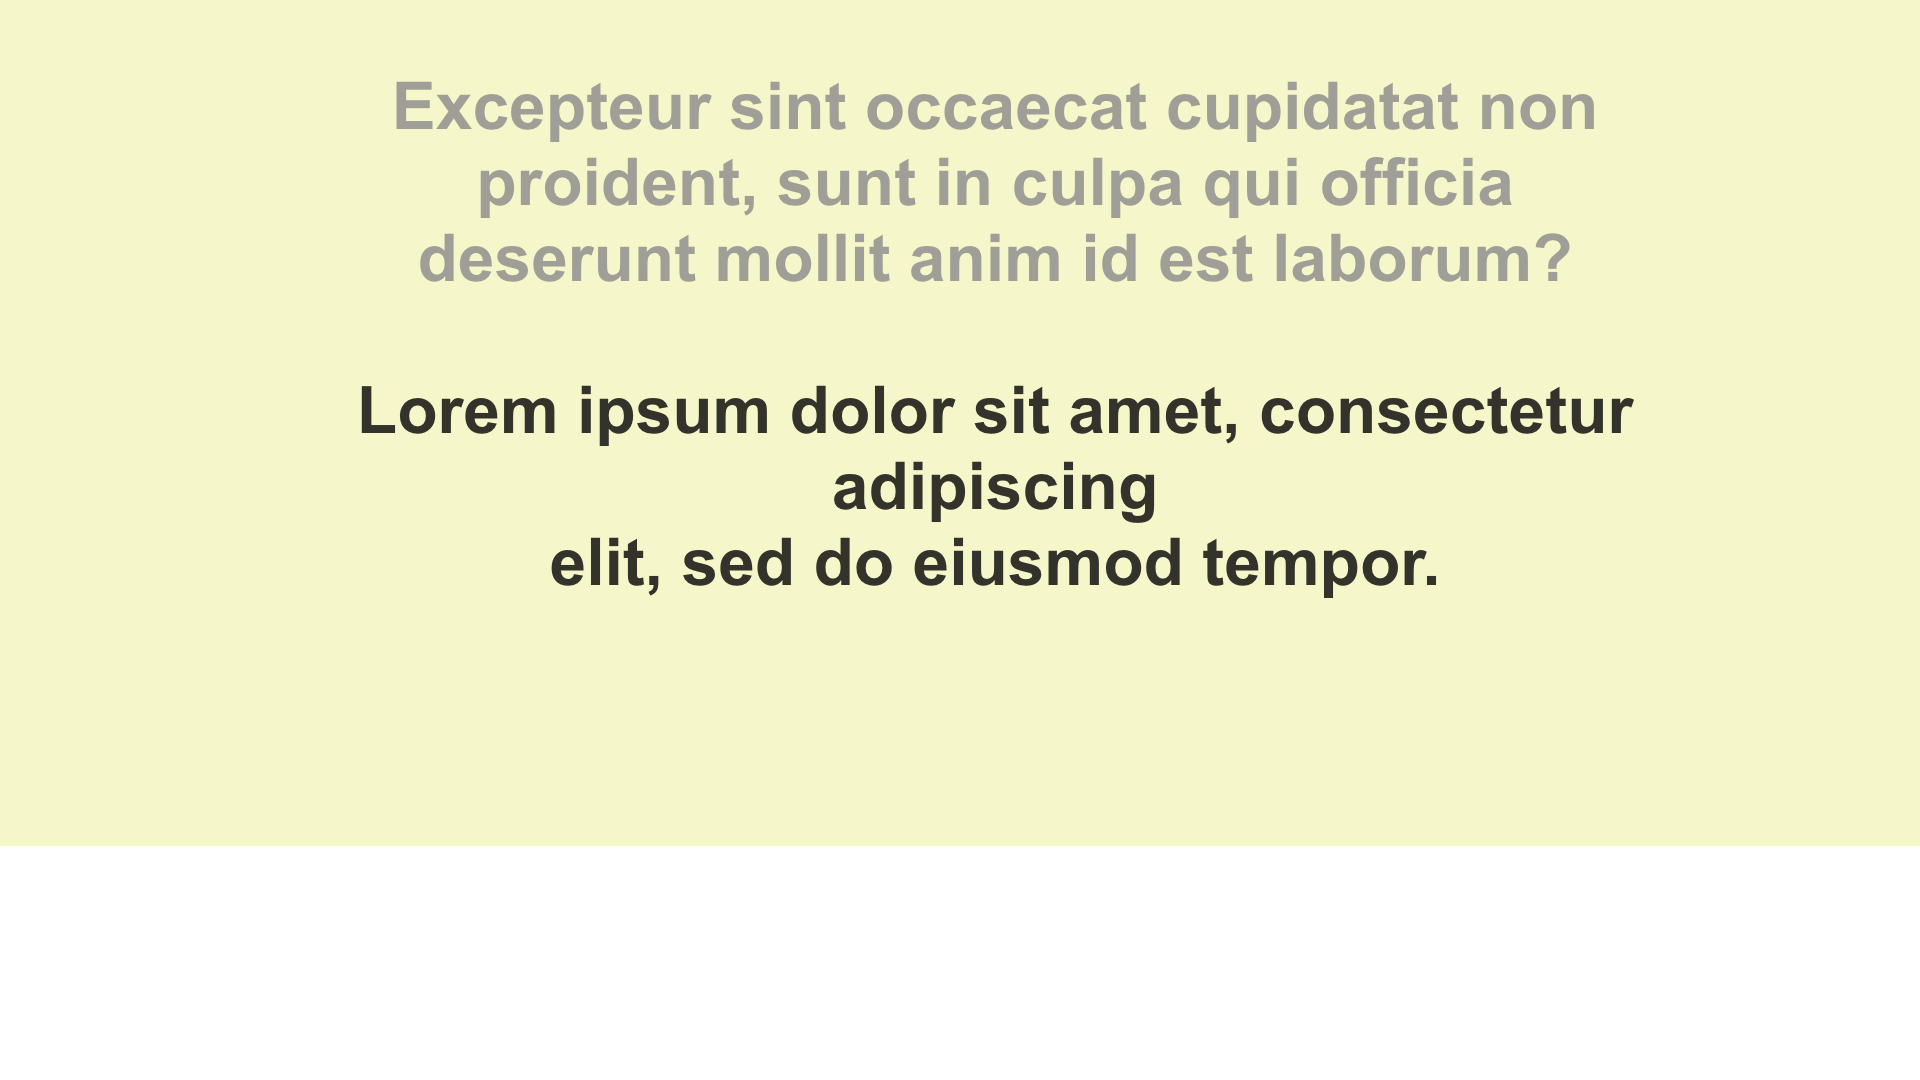 Excepteur sint occaecat cupidatat non
proident, sunt in culpa qui officia
deserunt mollit anim id est laborum?
Lorem ipsum dolor sit amet, consectetur
adipiscing
elit, sed do eiusmod tempor.